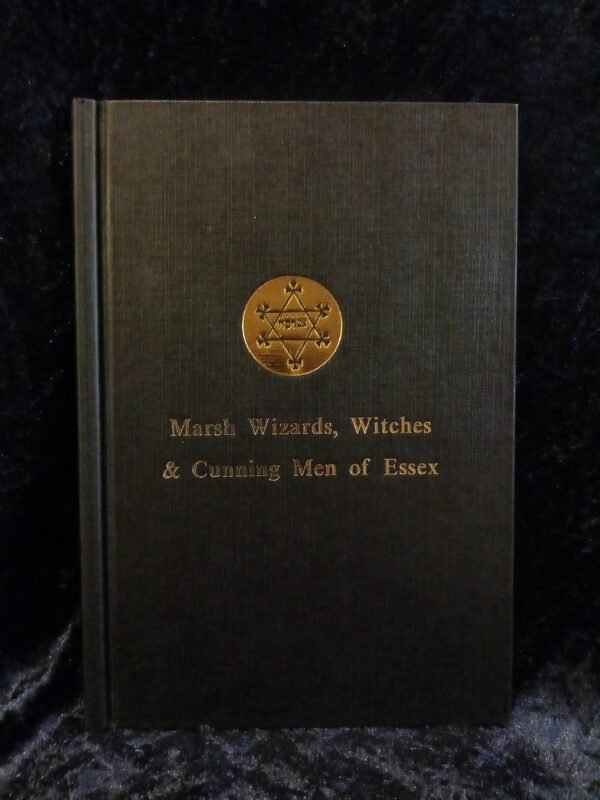 Marsh Wizards, Witches
& Cunning Men of Essex